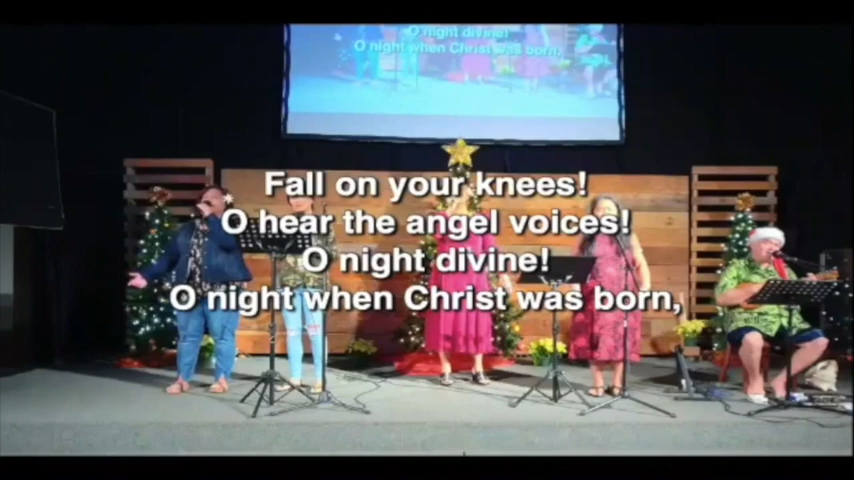 O night divine!
O night when Christ was born,
Fall on your knees!
O hear the angel voices!
O night divine!
O night when Christ was born,